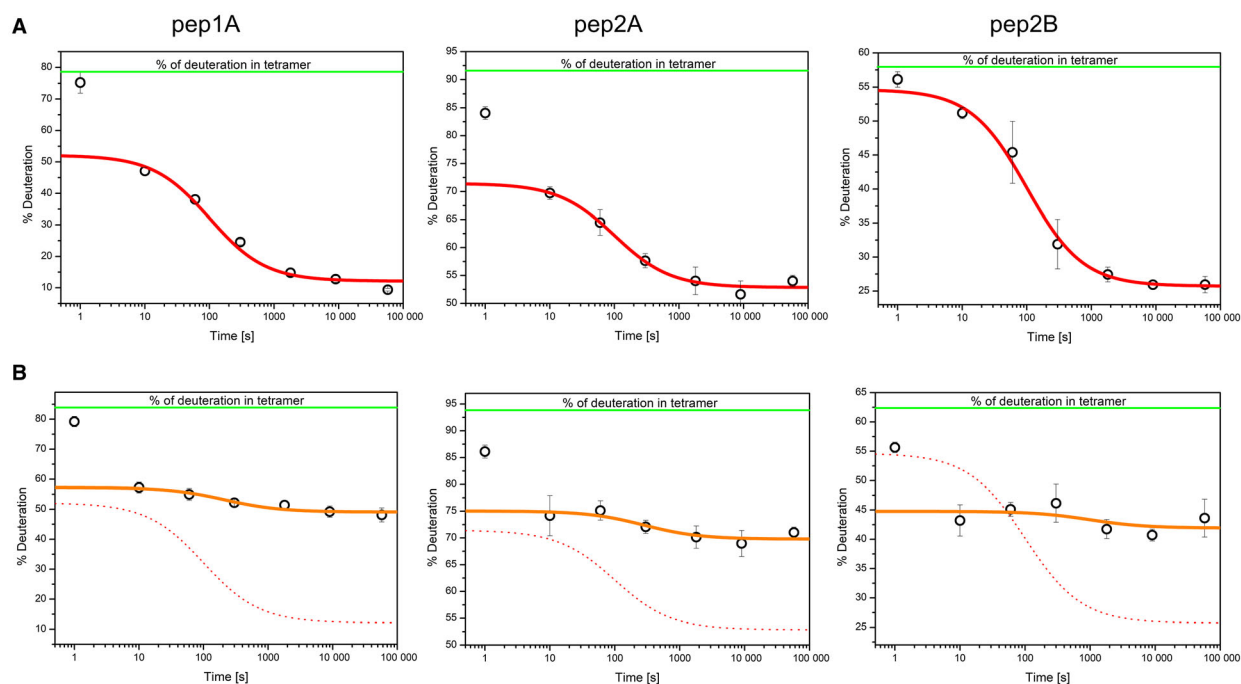 pep1A pep2A pep2B
A
% of deuteration in tetramer
80
70
60
50
40
30
20
10
% Deuteration
1 10 100 1000 10 000 100 000
Time [s]
% of deuteration in tetramer
95
90
85
80
75
70
65
60
55
50
% Deuteration
1 10 100 1000 10 000 100 000
Time [s]
% of deuteration in tetramer
60
55
50
45
40
35
30
25
% Deuteration
1 10 100 1000 10 000 100 000
Time [s]
B
% of deuteration in tetramer
80
70
60
50
40
30
20
10
% Deuteration
1 10 100 1000 10 000 100 000
Time [s]
% of deuteration in tetramer
95
90
85
80
75
70
65
60
55
50
% Deuteration
1 10 100 1000 10 000 100 000
Time [s]
% of deuteration in tetramer
65
60
55
50
45
40
35
30
25
% Deuteration
1 10 100 1000 10 000 100 000
Time [s]